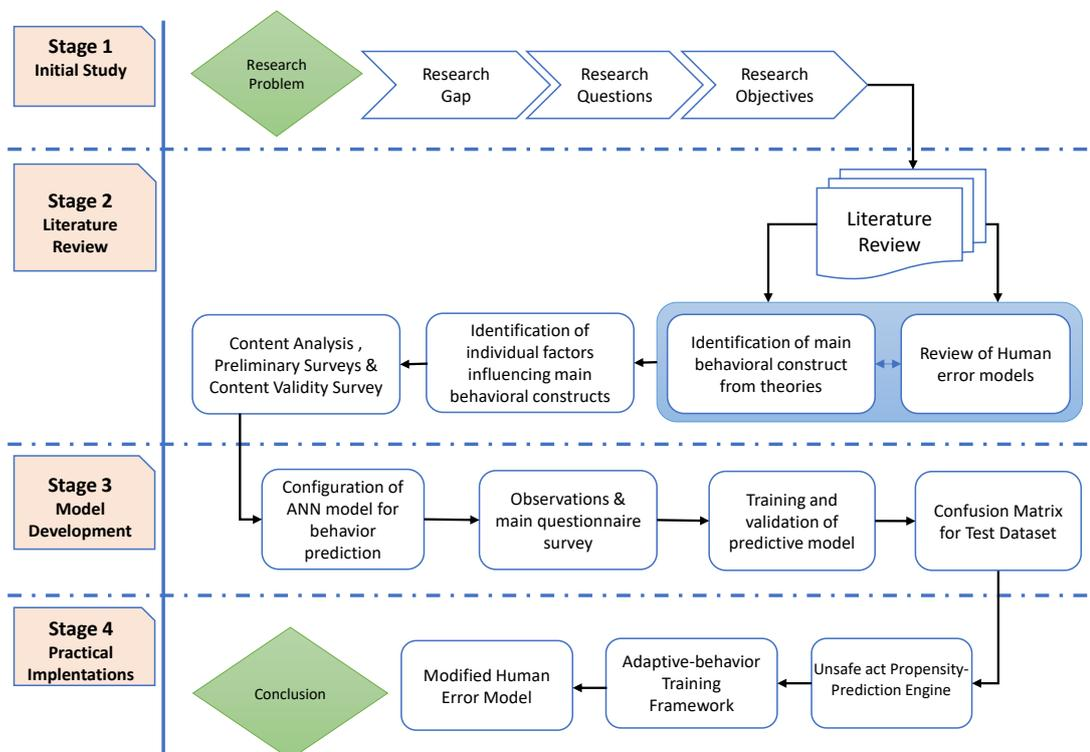 Stage 1
Initial Study
Research
Problem
Research
Gap
Research
Questions
Research
Objectives
Stage 2
Literature
Review
Literature
Review
Content Analysis ,
Preliminary Surveys &
Content Validity Survey
Identification of
individual factors
influencing main
behavioral constructs
Identification of main
behavioral construct
from theories
Review of Human
error models
Stage 3
Model
Development
Configuration of
ANN model for
behavior
prediction
Observations &
main questionnaire
survey
Training and
validation of
predictive model
Confusion Matrix
for Test Dataset
Stage 4
Practical
Implentations
Conclusion
Modified Human
Error Model
Adaptive-behavior
Training
Framework
Unsafe act Propensity-
Prediction Engine